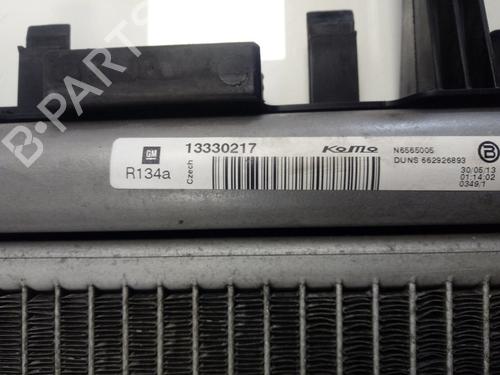 B-PARTS
GM
13330217
KoMo
N6565005
R134a
Czech
DUNS 662926893
30/05/13
01:14:02
0349/1
B